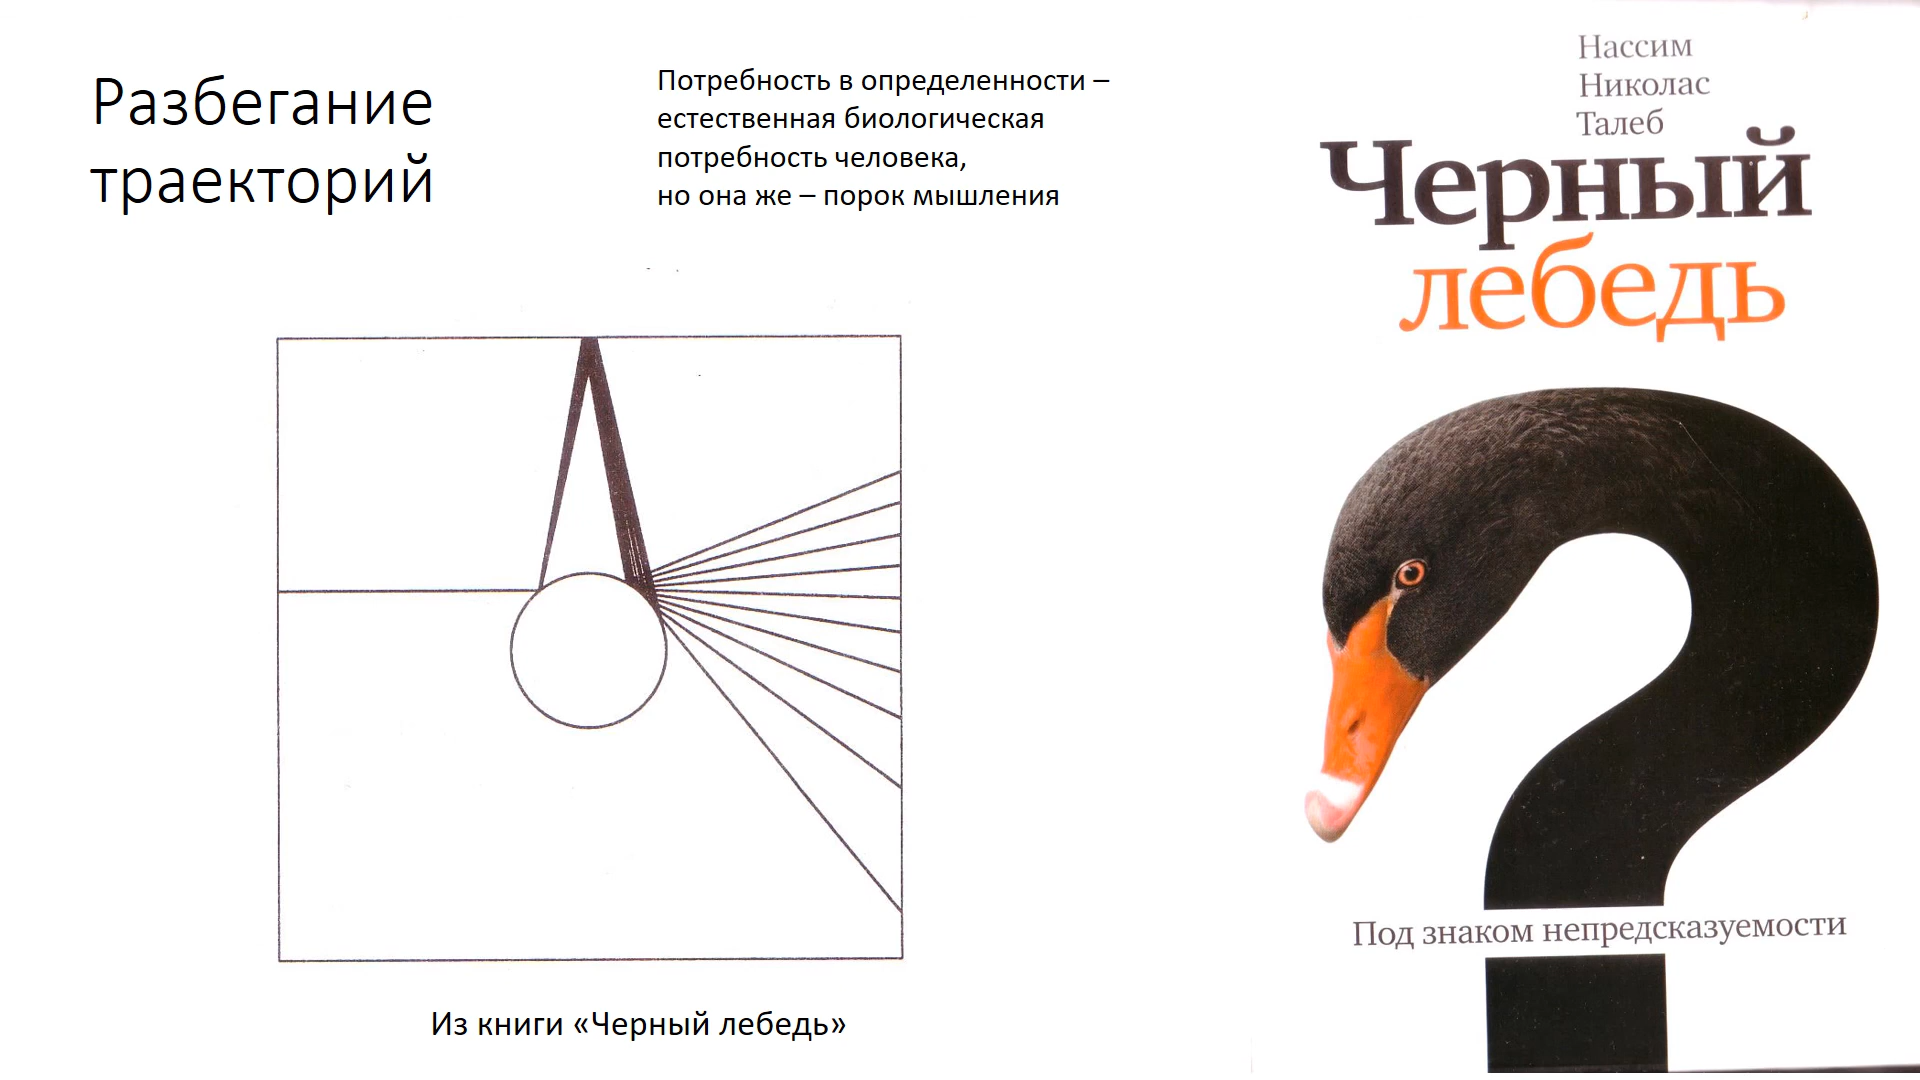 Разбегание
траекторий
Потребность в определенности –
естественная биологическая
потребность человека,
но она же – порок мышления
Из книги «Черный лебедь»
Нассим
Николас
Талеб
Черный
лебедь
Под знаком непредсказуемости